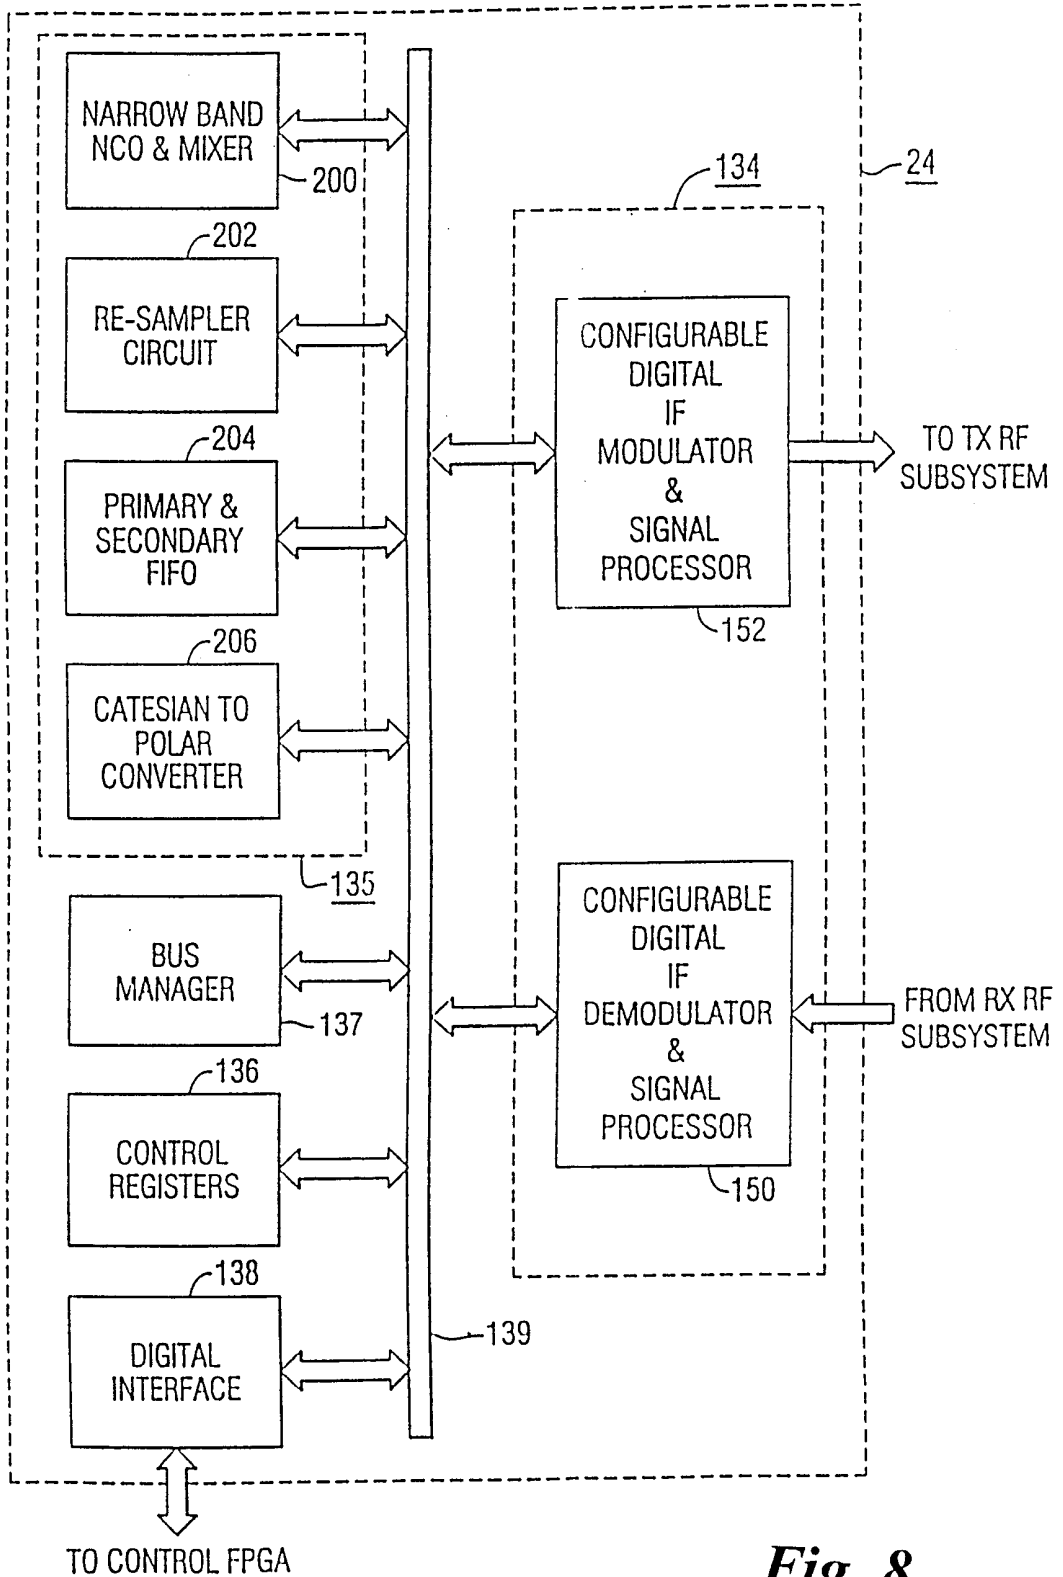 NARROW BAND
NCO & MIXER
200
202
RE-SAMPLER
CIRCUIT
204
PRIMARY &
SECONDARY
FIFO
206
CATESIAN TO
POLAR
CONVERTER
135
BUS
MANAGER
137
136
CONTROL
REGISTERS
138
DIGITAL
INTERFACE
TO CONTROL FPGA
139
134
24
CONFIGURABLE
DIGITAL
IF
MODULATOR
&
SIGNAL
PROCESSOR
152
TO TX RF
SUBSYSTEM
CONFIGURABLE
DIGITAL
IF
DEMODULATOR
&
SIGNAL
PROCESSOR
150
FROM RX RF
SUBSYSTEM
Fig. 8